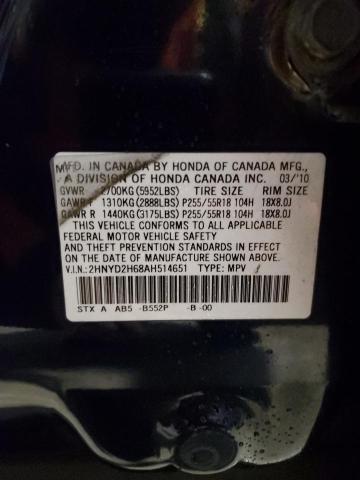 MFD. IN CANADA BY HONDA OF CANADA MFG.,
A DIVISION OF HONDA CANADA INC. 03/'10
GVWR 2700KG(5952LBS) TIRE SIZE RIM SIZE
GAWR F 1310KG(2888LBS) P255/55R18 104H 18X8.0J
GAWR R 1440KG(3175LBS) P255/55R18 104H 18X8.0J
THIS VEHICLE CONFORMS TO ALL APPLICABLE
FEDERAL MOTOR VEHICLE SAFETY
AND THEFT PREVENTION STANDARDS IN EFFECT
ON THE DATE OF MANUFACTURE SHOWN ABOVE.
V.I.N.:2HNYD2H68AH514651 TYPE: MPV
STX A AB5 -B552P -B -00